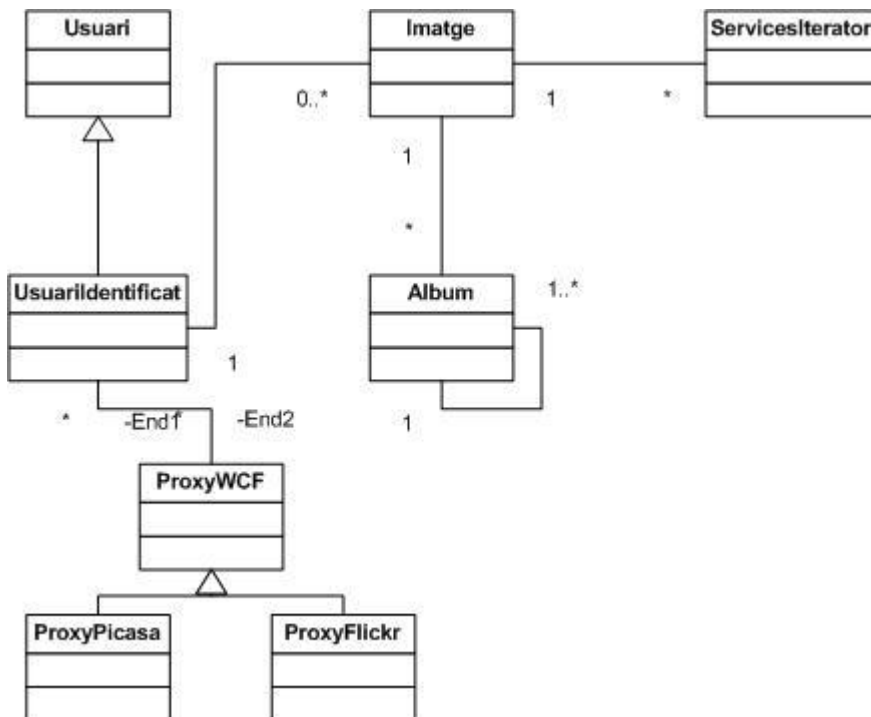 Usuari
Imatge
ServicesIterator
0..*
1
*
1
*
UsuariIdentificat
Album
1..*
1
*
-End1
*
-End2
1
ProxyWCF
ProxyPicasa
ProxyFlickr